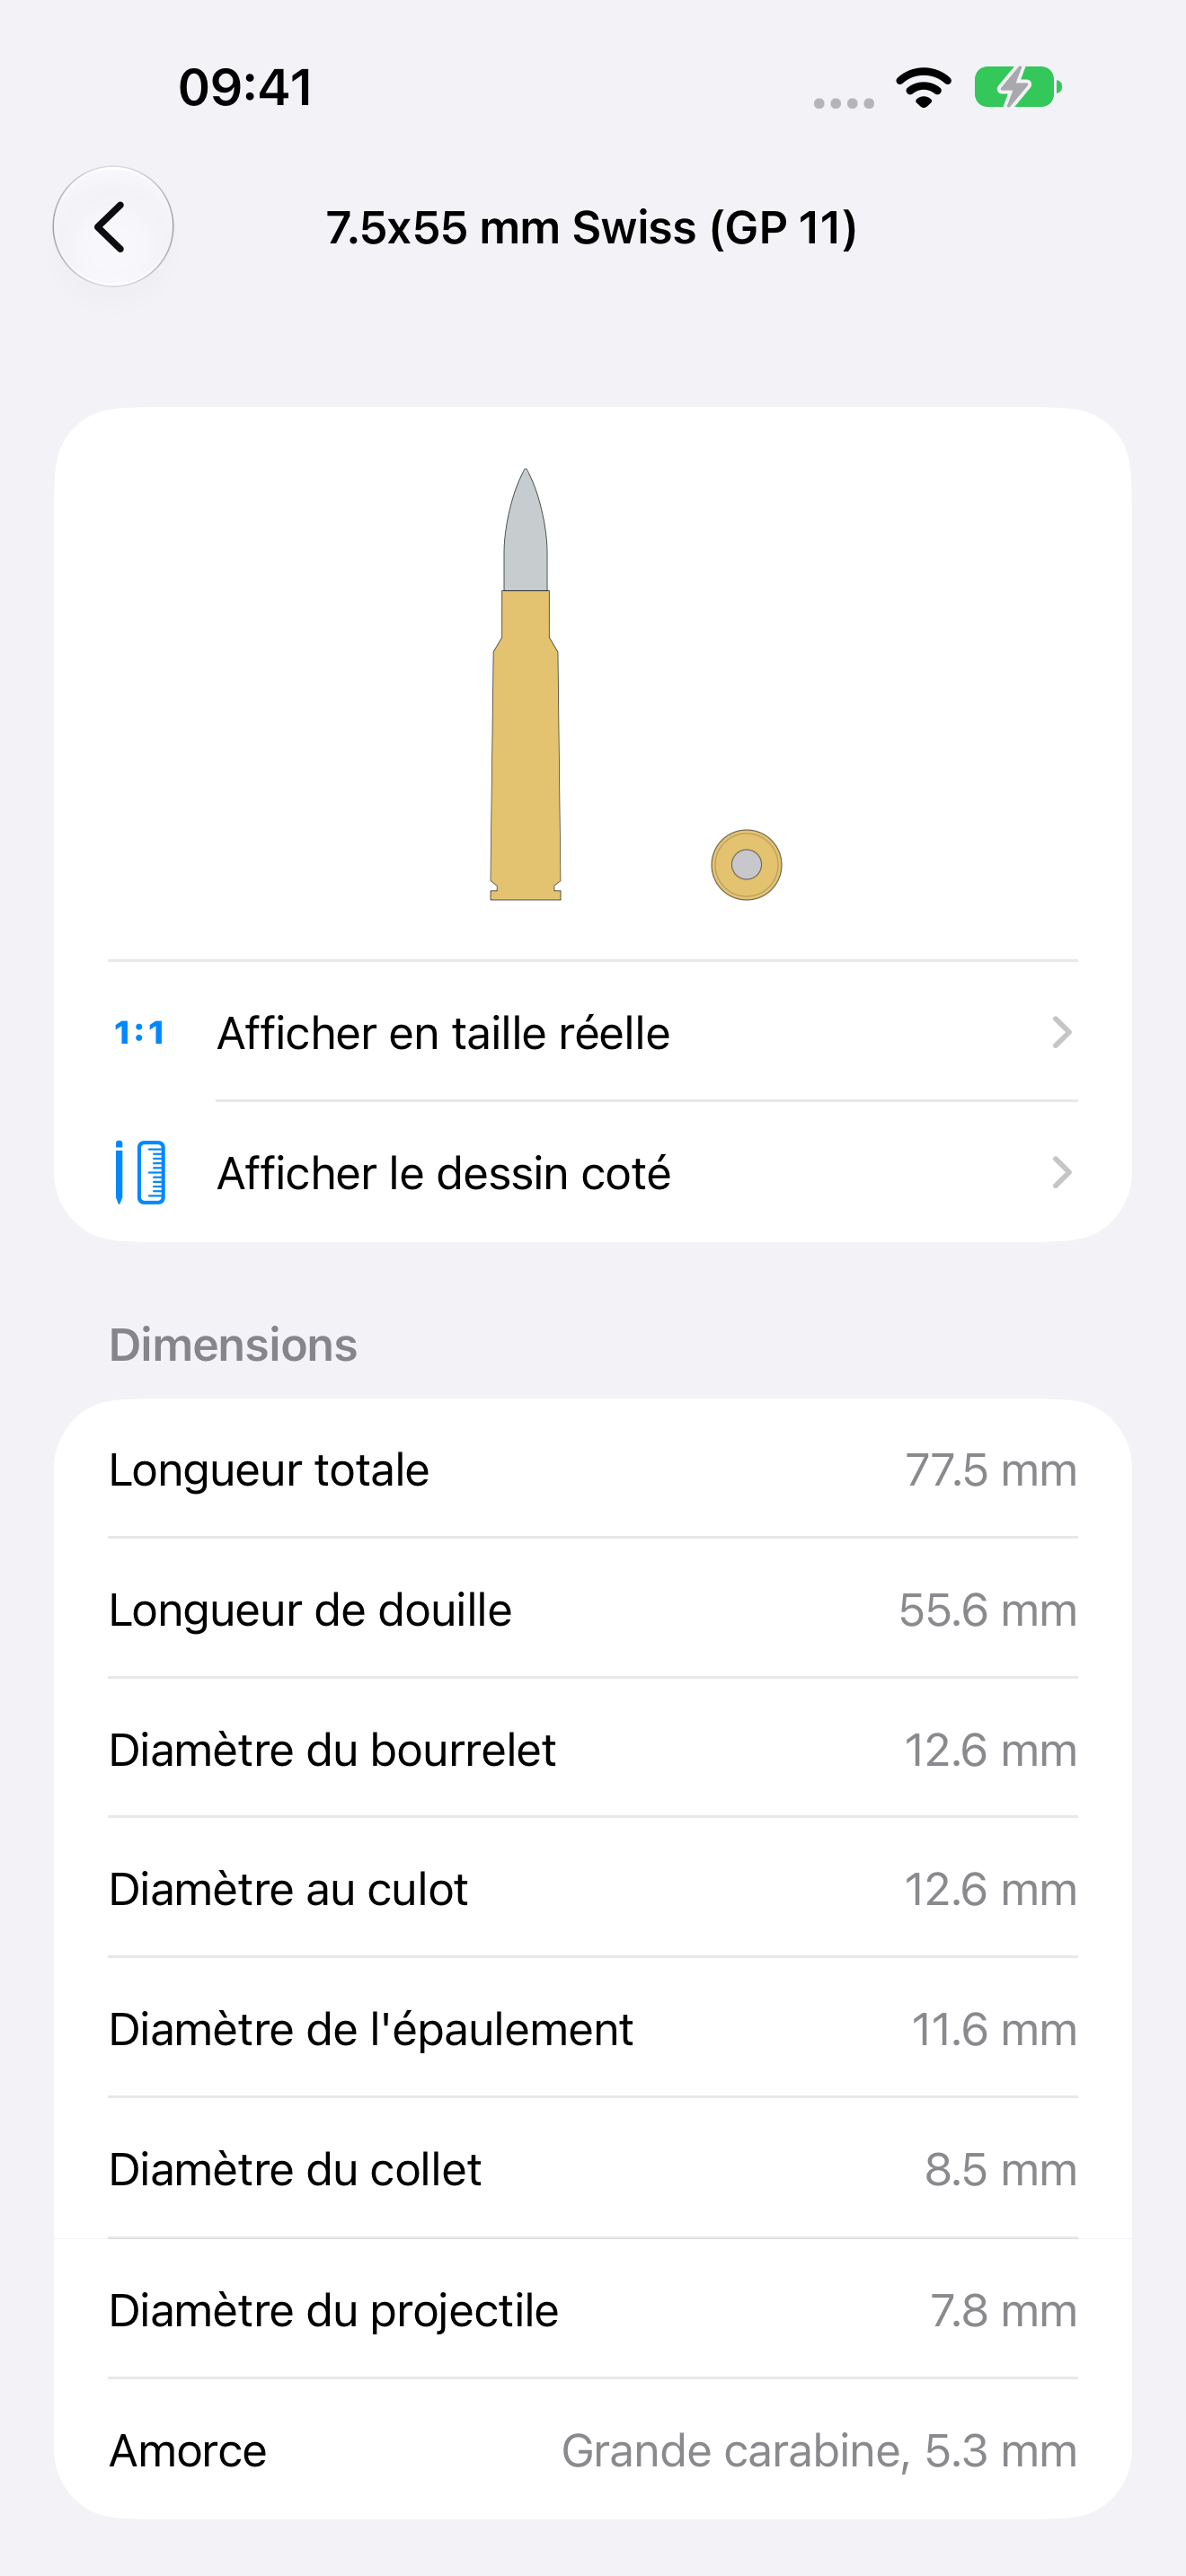 09:41
7.5x55 mm Swiss (GP 11)
1:1 Afficher en taille réelle
Afficher le dessin coté
Dimensions
Longueur totale 77.5 mm
Longueur de douille 55.6 mm
Diamètre du bourrelet 12.6 mm
Diamètre au culot 12.6 mm
Diamètre de l'épaulement 11.6 mm
Diamètre du collet 8.5 mm
Diamètre du projectile 7.8 mm
Amorce Grande carabine, 5.3 mm